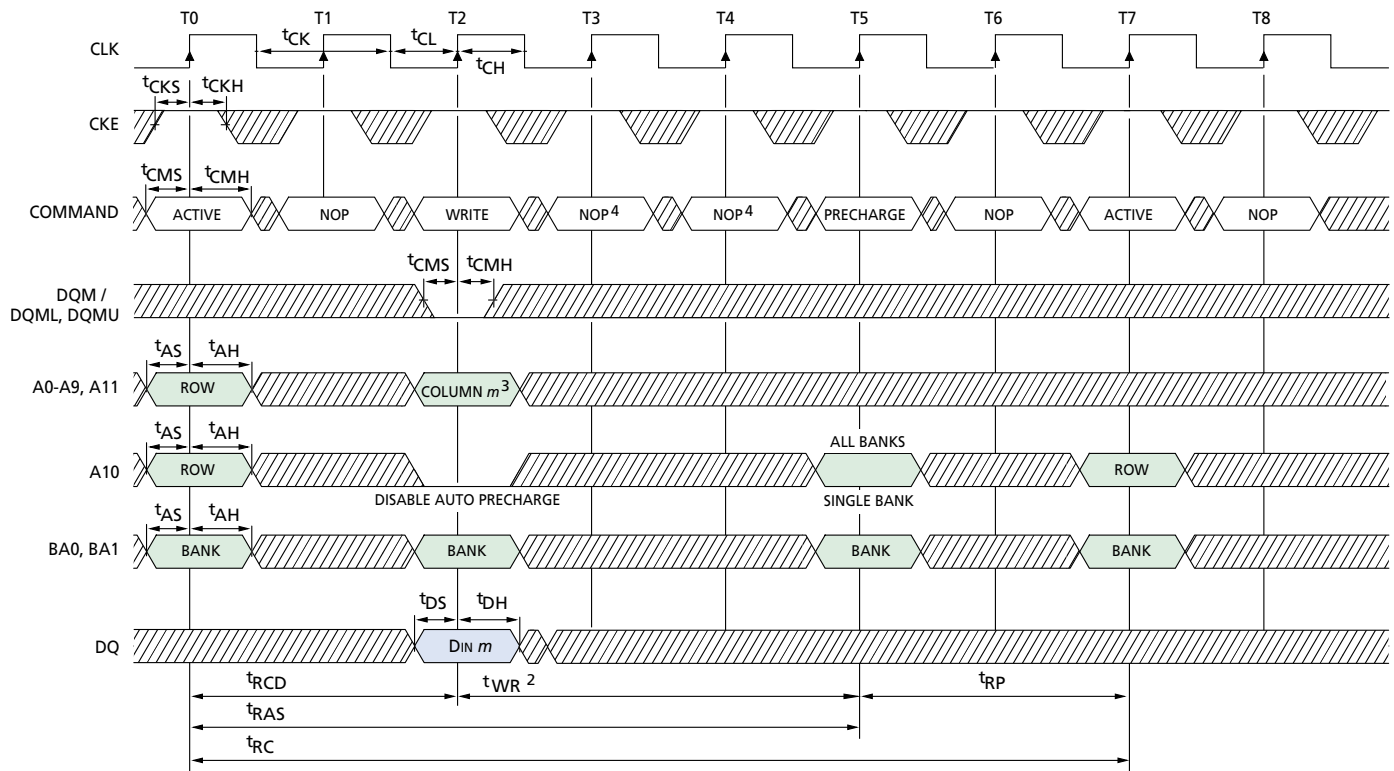 T0 T1 T2 T3 T4 T5 T6 T7 T8
CLK
tCK tCL
tCH
tCKS tCKH
CKE
tCMS tCMH
COMMAND ACTIVE NOP WRITE NOP4 NOP4 PRECHARGE NOP ACTIVE NOP
tCMS tCMH
DQM /
DQML, DQMU
tAS tAH
A0-A9, A11 ROW COLUMN m3
tAS tAH
ALL BANKS
A10 ROW ROW
DISABLE AUTO PRECHARGE SINGLE BANK
tAS tAH
BA0, BA1 BANK BANK BANK BANK
tDS tDH
DQ DIN m
tRCD tWR 2 tRP
tRAS
tRC